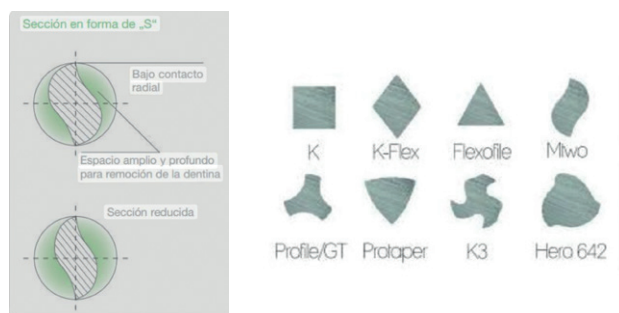 Sección en forma de „S“
Bajo contacto
radial
Espacio amplio y profundo
para remoción de la dentina
Sección reducida
K
K-Flex
Flexofile
Miwo
Profile/GT
Protaper
K3
Hero 642